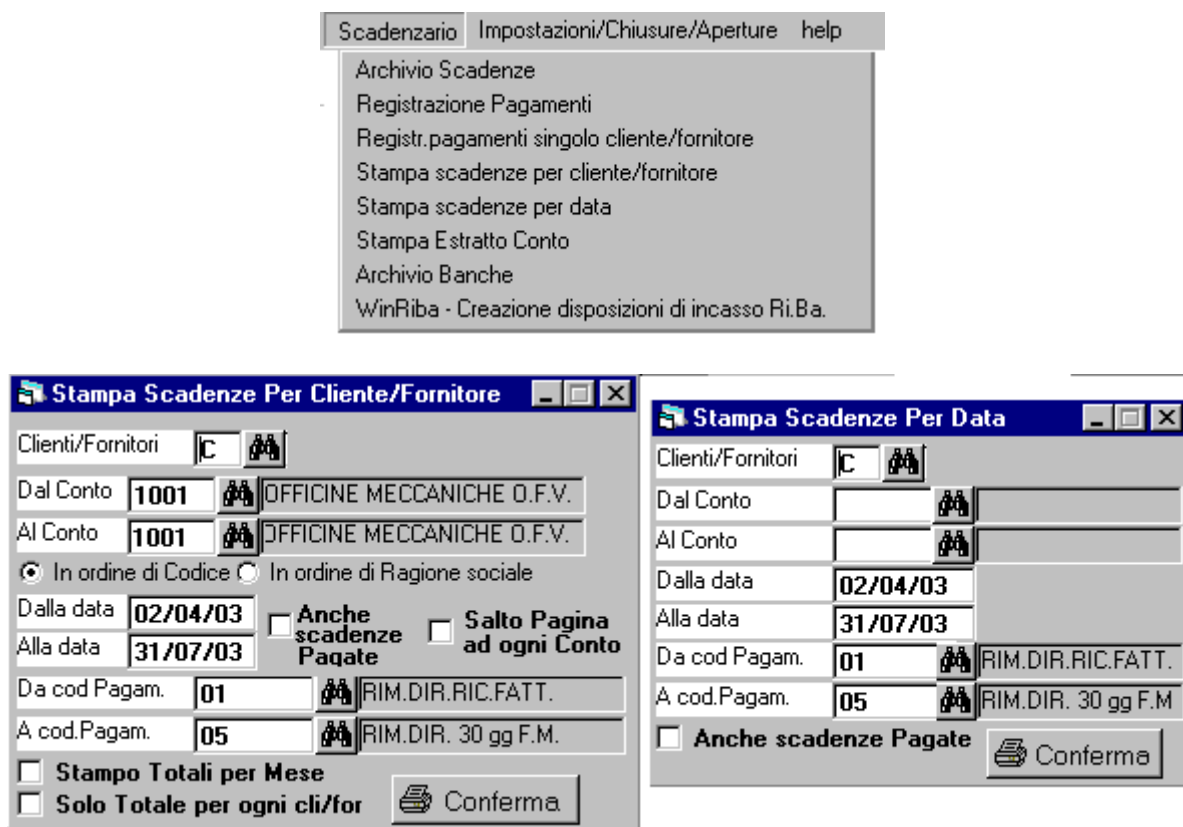 Scadenzario Impostazioni/Chiusure/Aperture help
Archivio Scadenze
Registrazione Pagamenti
Registr.pagamenti singolo cliente/fornitore
Stampa scadenze per cliente/fornitore
Stampa scadenze per data
Stampa Estratto Conto
Archivio Banche
WinRiba - Creazione disposizioni di incasso Ri.Ba.
Stampa Scadenze Per Cliente/Fornitore
Clienti/Fornitori C
Dal Conto 1001 OFFICINE MECCANICHE O.F.V.
Al Conto 1001 OFFICINE MECCANICHE O.F.V.
In ordine di Codice In ordine di Ragione sociale
Dalla data 02/04/03
Alla data 31/07/03
Anche
scadenze
Pagate
Salto Pagina
ad ogni Conto
Da cod Pagam. 01 RIM.DIR.RIC.FATT.
A cod.Pagam. 05 RIM.DIR. 30 gg F.M.
Stampo Totali per Mese
Solo Totale per ogni cli/for
Conferma
Stampa Scadenze Per Data
Clienti/Fornitori C
Dal Conto
Al Conto
Dalla data 02/04/03
Alla data 31/07/03
Da cod Pagam. 01 RIM.DIR.RIC.FATT.
A cod.Pagam. 05 RIM.DIR. 30 gg F.M
Anche scadenze Pagate
Conferma